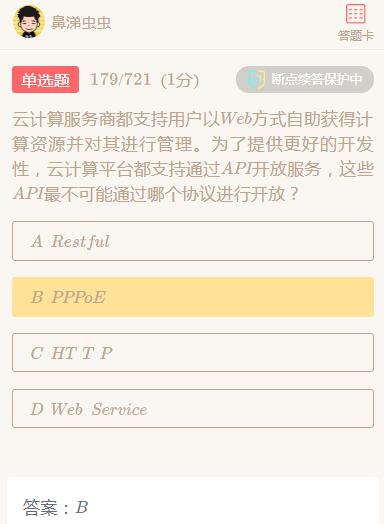 鼻涕虫虫
答题卡
单选题 179/721 (1分) 断点续答保护中
云计算服务商都支持用户以Web方式自助获得计
算资源并对其进行管理。为了提供更好的开发
性，云计算平台都支持通过API开放服务，这些
API最不可能通过哪个协议进行开放？
A Restful
B PPPoE
C HT T P
D Web Service
答案：B